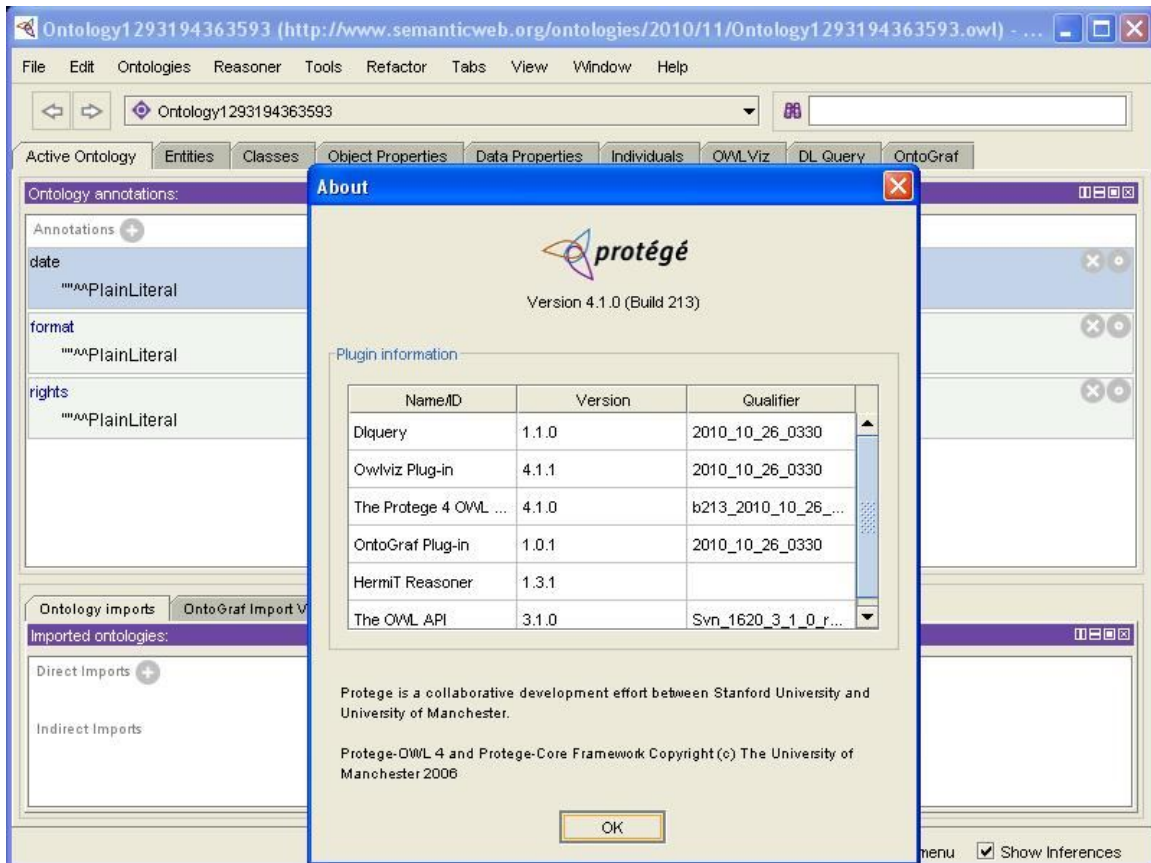 Ontology1293194363593 (http://www.semanticweb.org/ontologies/2010/11/Ontology1293194363593.owl) - ...
File Edit Ontologies Reasoner Tools Refactor Tabs View Window Help
Ontology1293194363593
Active Ontology Entities Classes Object Properties Data Properties Individuals OWLViz DL Query OntoGraf
Ontology annotations:
Annotations
date
""^^PlainLiteral
format
""^^PlainLiteral
rights
""^^PlainLiteral
Ontology imports OntoGraf Import V
Imported ontologies:
Direct Imports
Indirect Imports
About
protégé
Version 4.1.0 (Build 213)
Plugin information
Name/ID Version Qualifier
Dlquery 1.1.0 2010_10_26_0330
Owlviz Plug-in 4.1.1 2010_10_26_0330
The Protege 4 OWL ... 4.1.0 b213_2010_10_26_...
OntoGraf Plug-in 1.0.1 2010_10_26_0330
HermiT Reasoner 1.3.1
The OWL API 3.1.0 Svn_1620_3_1_0_r...
Protege is a collaborative development effort between Stanford University and
University of Manchester.
Protege-OWL 4 and Protege-Core Framework Copyright (c) The University of
Manchester 2006
OK
menu Show Inferences